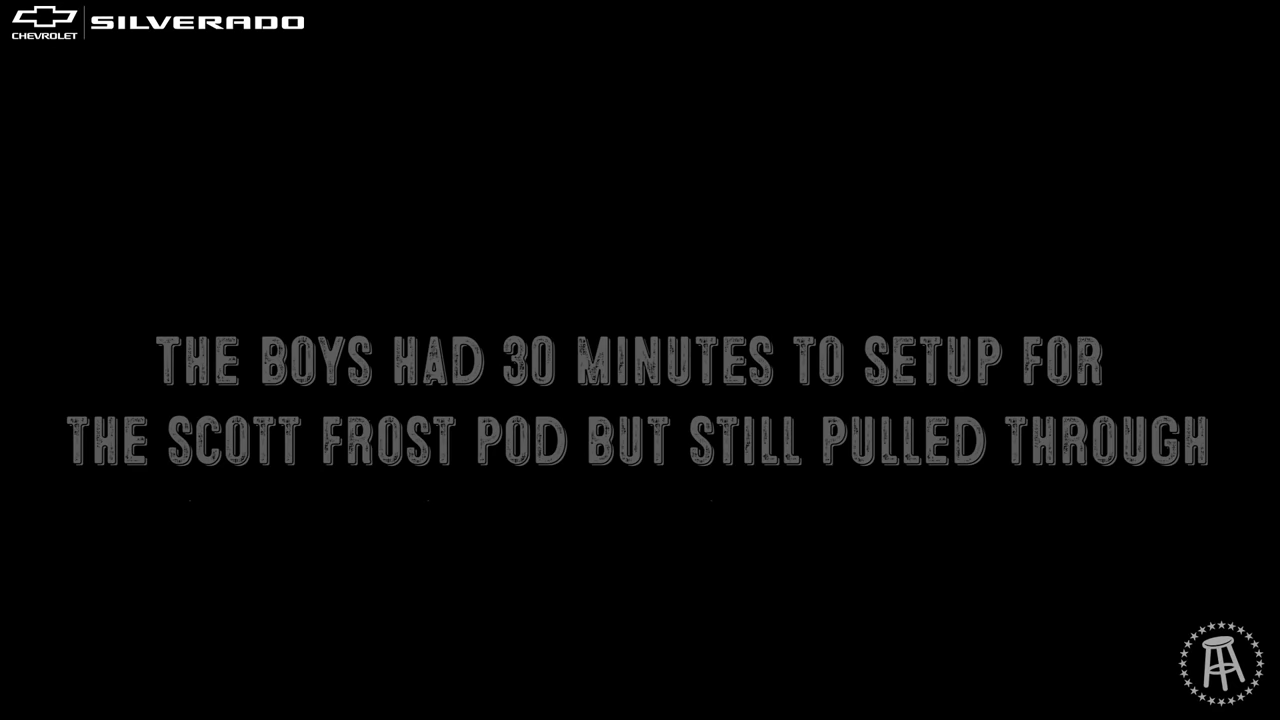 CHEVROLET
SILVERADO
THE BOYS HAD 30 MINUTES TO SETUP FOR
THE SCOTT FROST POD BUT STILL PULLED THROUGH